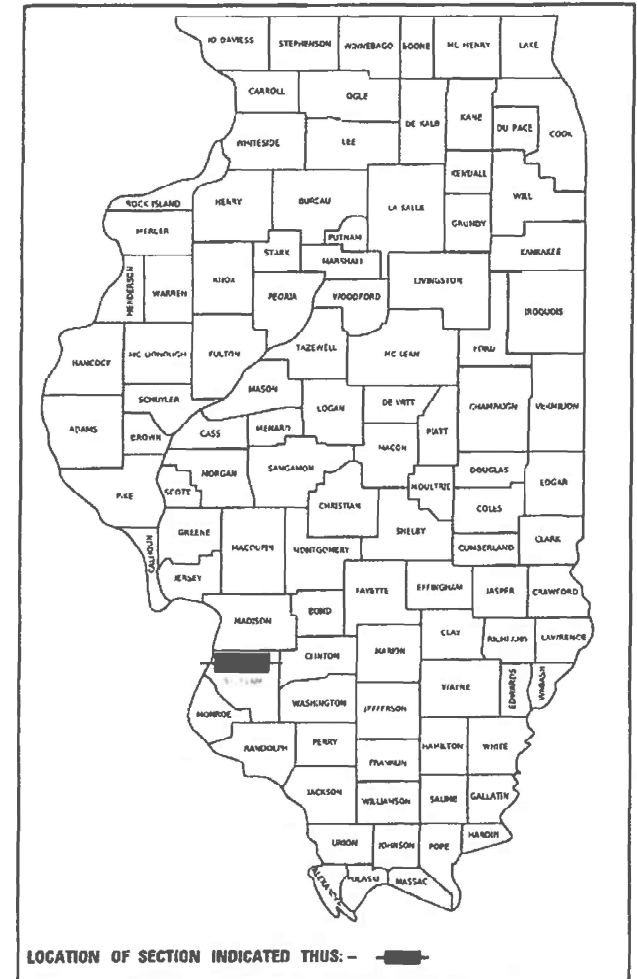 JO DAVIESS STEPHENSON WINNEBAGO BOONE MC HENRY LAKE
CARROLL OGLE DE KALB KANE DU PAGE COOK
WHITESIDE LEE
KENDALL
ROCK ISLAND HENRY BUREAU LA SALLE GRUNDY WILL
MERCER PUTNAM
STARK MARSHALL KANKAKEE
HENDERSON WARREN KNOX PEORIA WOODFORD LIVINGSTON IROQUOIS
HANCOCK MC DONOUGH FULTON TAZEWELL MC LEAN FORD
MASON
SCHUYLER LOGAN DE WITT CHAMPAIGN VERMILION
ADAMS BROWN CASS MENARD PIATT
MACON
MORGAN SANGAMON DOUGLAS EDGAR
PIKE SCOTT CHRISTIAN MOULTRIE COLES
GREENE SHELBY
CALHOUN MACOUPIN MONTGOMERY CUMBERLAND CLARK
JERSEY
FAYETTE EFFINGHAM JASPER CRAWFORD
MADISON BOND
CLAY RICHLAND LAWRENCE
CLINTON MARION
WAYNE EDWARDS WABASH
WASHINGTON JEFFERSON
MONROE
RANDOLPH PERRY HAMILTON WHITE
FRANKLIN
JACKSON WILLIAMSON SALINE GALLATIN
UNION JOHNSON POPE HARDIN
ALEXANDER PULASKI MASSAC
LOCATION OF SECTION INDICATED THUS: -